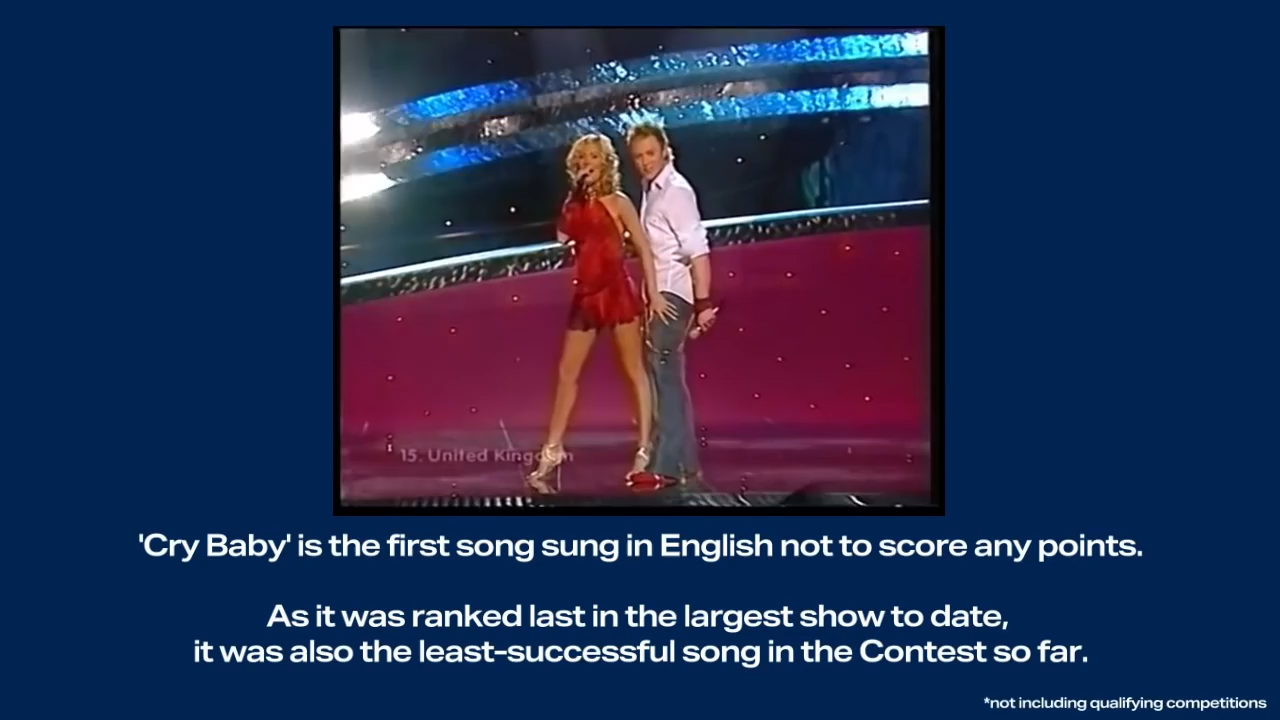 15. United Kingdom
'Cry Baby' is the first song sung in English not to score any points.
As it was ranked last in the largest show to date,
it was also the least-successful song in the Contest so far.
*not including qualifying competitions